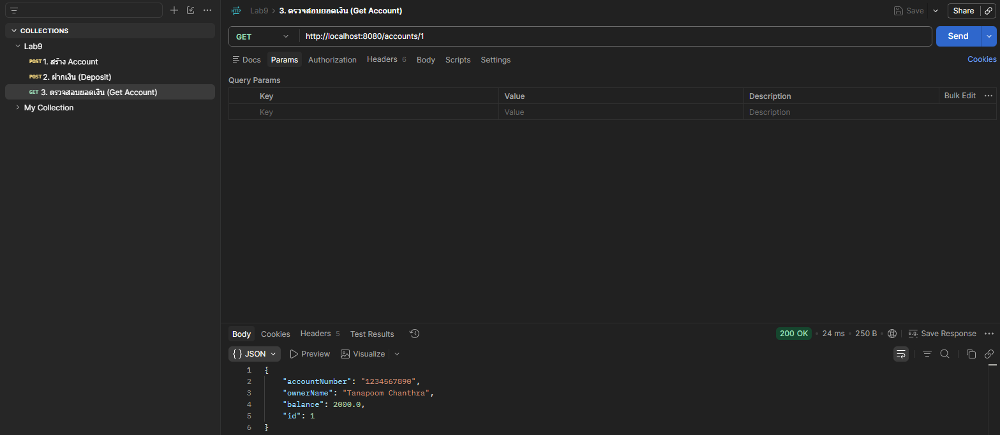 HTTP Lab9 > 3. ตรวจสอบยอดเงิน (Get Account) Save Share
COLLECTIONS
Lab9
POST 1. สร้าง Account
POST 2. ฝากเงิน (Deposit)
GET 3. ตรวจสอบยอดเงิน (Get Account)
My Collection
GET http://localhost:8080/accounts/1 Send
Docs Params Authorization Headers 6 Body Scripts Settings Cookies
Query Params
Key Value Description Bulk Edit
Key Value Description
Body Cookies Headers 5 Test Results 200 OK • 24 ms • 250 B • e.g. Save Response
{ } JSON Preview Visualize
1 {
2 "accountNumber": "1234567890",
3 "ownerName": "Tanapoom Chanthra",
4 "balance": 2000.0,
5 "id": 1
6 }